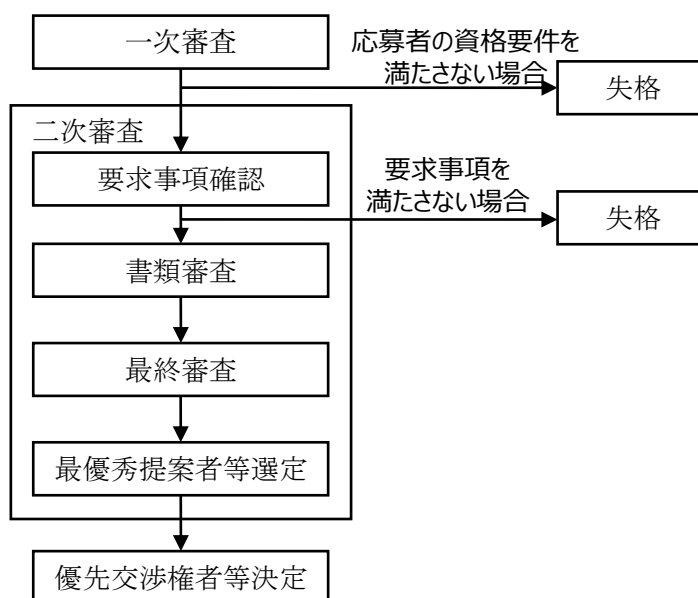 一次審査
応募者の資格要件を
満たさない場合
失格
二次審査
要求事項確認
要求事項を
満たさない場合
失格
書類審査
最終審査
最優秀提案者等選定
優先交渉権者等決定